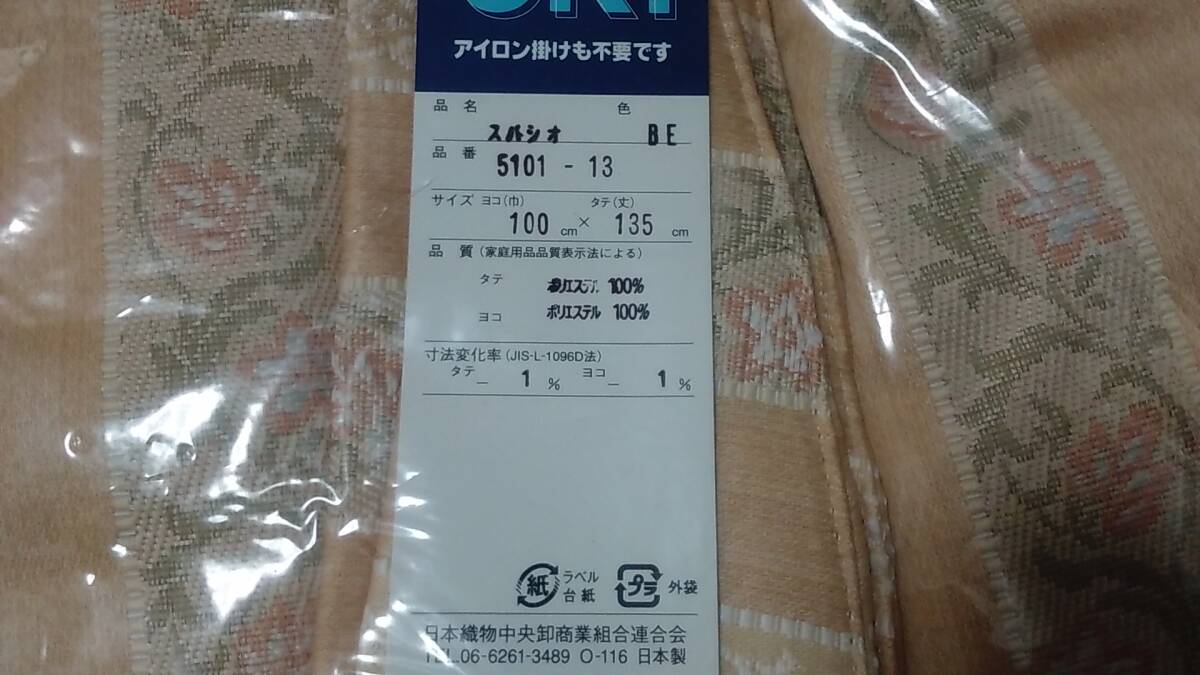 アイロン掛けも不要です
品 名 色
スルシオ BE
品 番 5101 - 13
サイズ ヨコ(巾) タテ(丈)
100 cm × 135 cm
品 質 (家庭用品品質表示法による)
タテ ポリエステル 100%
ヨコ ポリエステル 100%
寸法変化率(JIS-L-1096D法)
タテ － 1 % ヨコ － 1 %
紙 ラベル 台紙 プラ 外袋
日本織物中央卸商業組合連合会
TEL.06-6261-3489 O-116 日本製